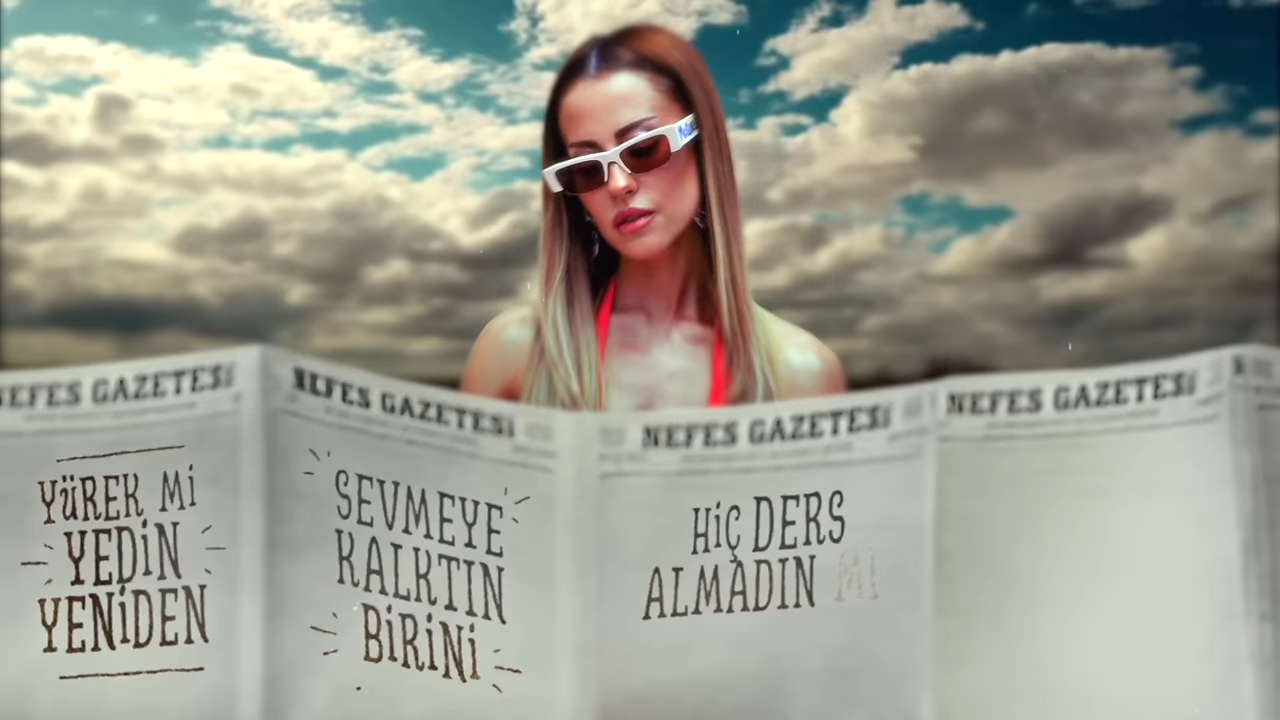 NEFES GAZETESİ
YÜREK Mİ
YEDİN
YENİDEN
NEFES GAZETESİ
SEVMEYE
KALKTIN
BİRİNİ
NEFES GAZETESİ
HİÇ DERS
ALMADIN MI
NEFES GAZETESİ